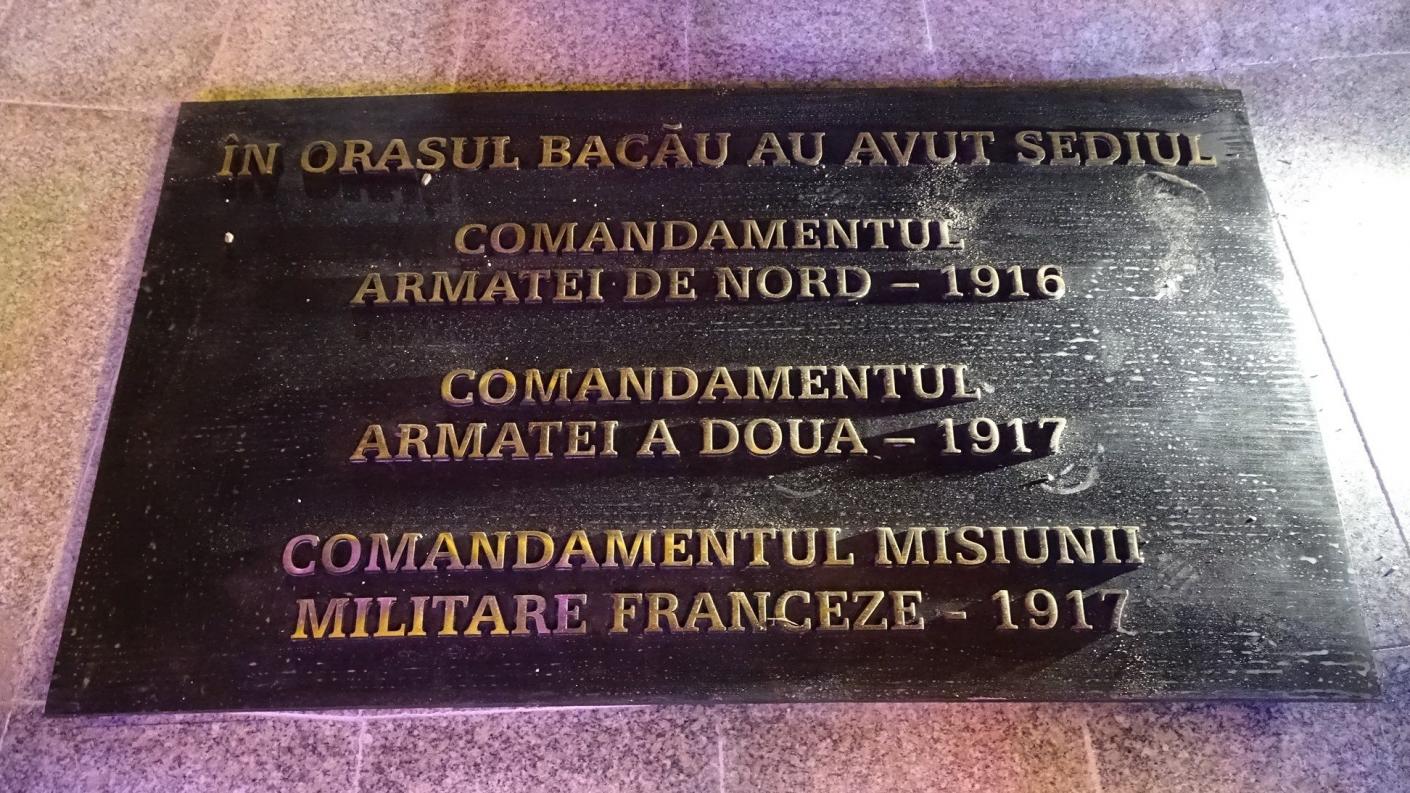 ÎN ORAȘUL BACĂU AU AVUT SEDIUL
COMANDAMENTUL
ARMATEI DE NORD – 1916
COMANDAMENTUL
ARMATEI A DOUA – 1917
COMANDAMENTUL MISIUNII
MILITARE FRANCEZE - 1917